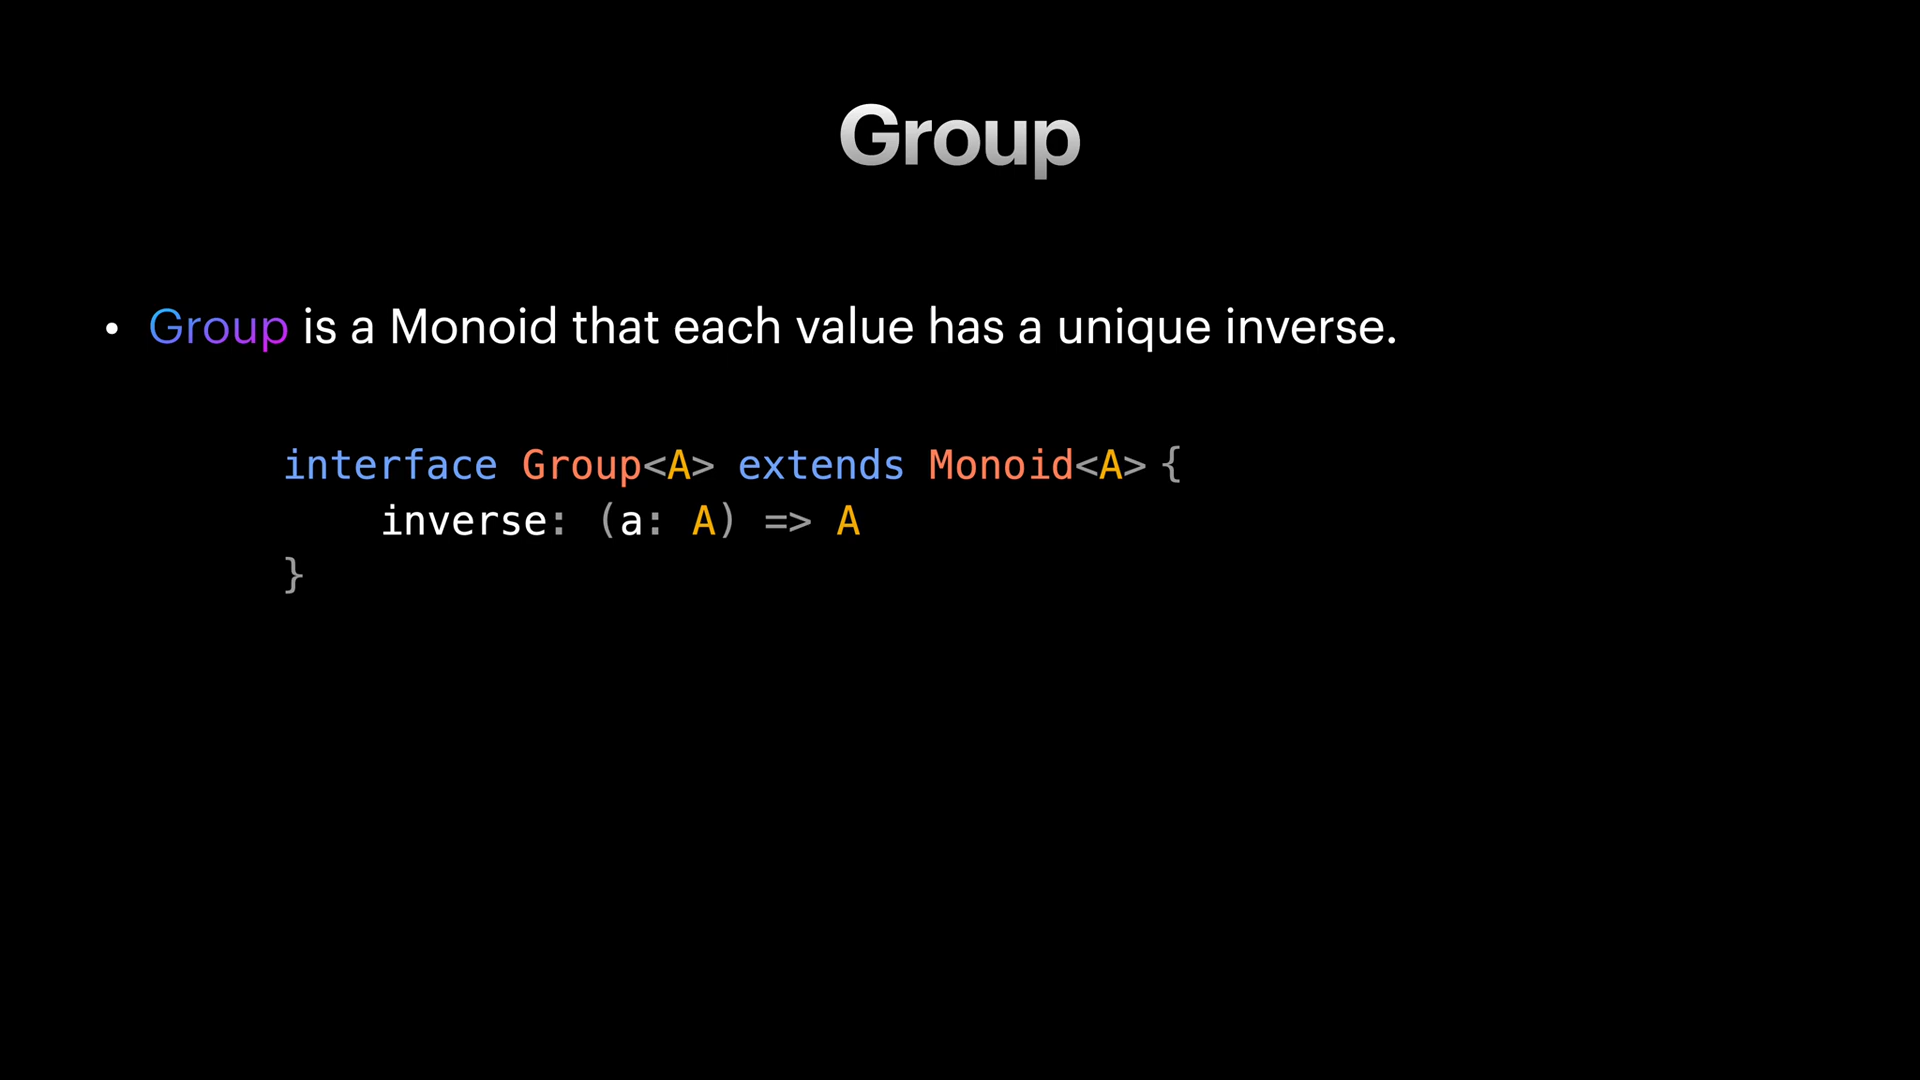 Group
• Group is a Monoid that each value has a unique inverse.
interface Group<A> extends Monoid<A> {
    inverse: (a: A) => A
}